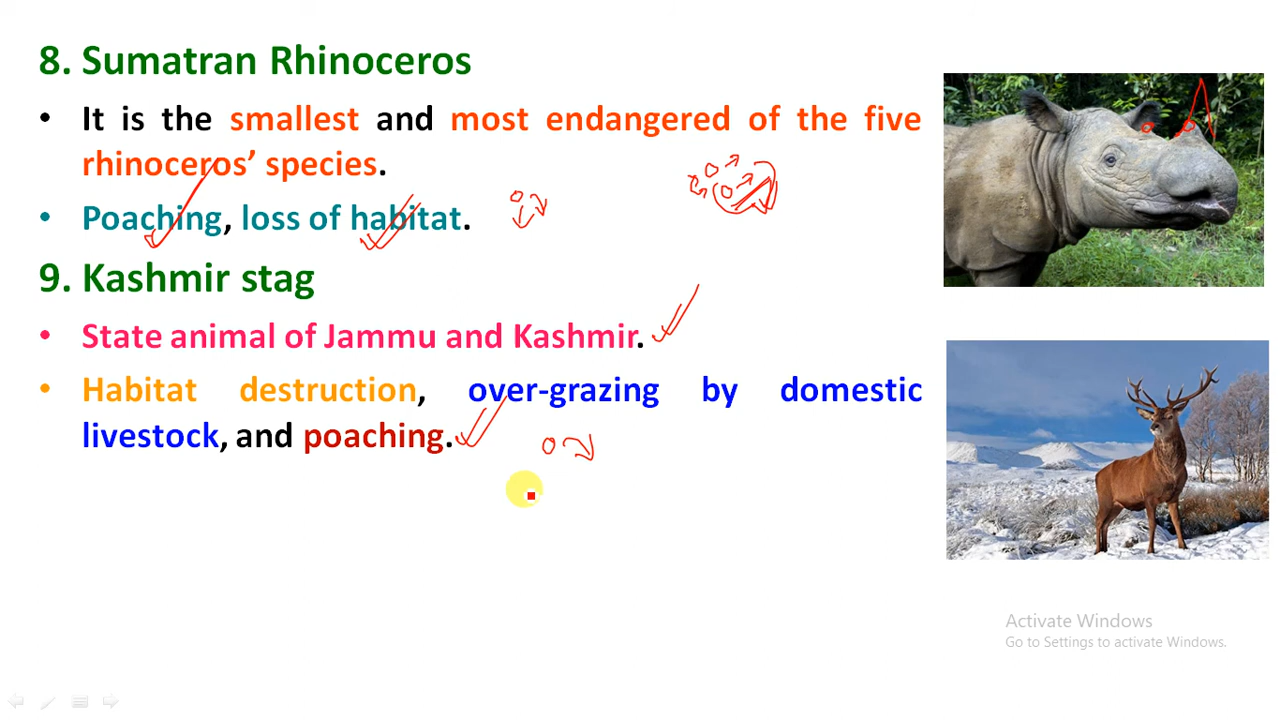 8. Sumatran Rhinoceros
• It is the smallest and most endangered of the five
rhinoceros’ species.
• Poaching, loss of habitat.
9. Kashmir stag
• State animal of Jammu and Kashmir.
• Habitat destruction, over-grazing by domestic
livestock, and poaching.
Activate Windows
Go to Settings to activate Windows.